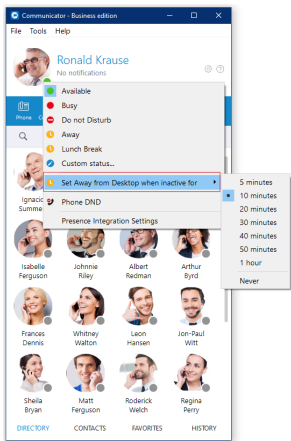 Communicator - Business edition
File Tools Help
Ronald Krause
No notifications
Available
Busy
Do not Disturb
Away
Lunch Break
Custom status...
Set Away from Desktop when inactive for
Phone DND
Presence Integration Settings
5 minutes
10 minutes
20 minutes
30 minutes
40 minutes
50 minutes
1 hour
Never
Phone
Ignacio
Summe
Isabelle Ferguson
Johnnie Riley
Albert Redman
Arthur Byrd
Frances Dennis
Whitney Walton
Leon Hansen
Jon-Paul Witt
Sheila Bryan
Matt Ferguson
Roderick Welch
Regina Perry
DIRECTORY CONTACTS FAVORITES HISTORY